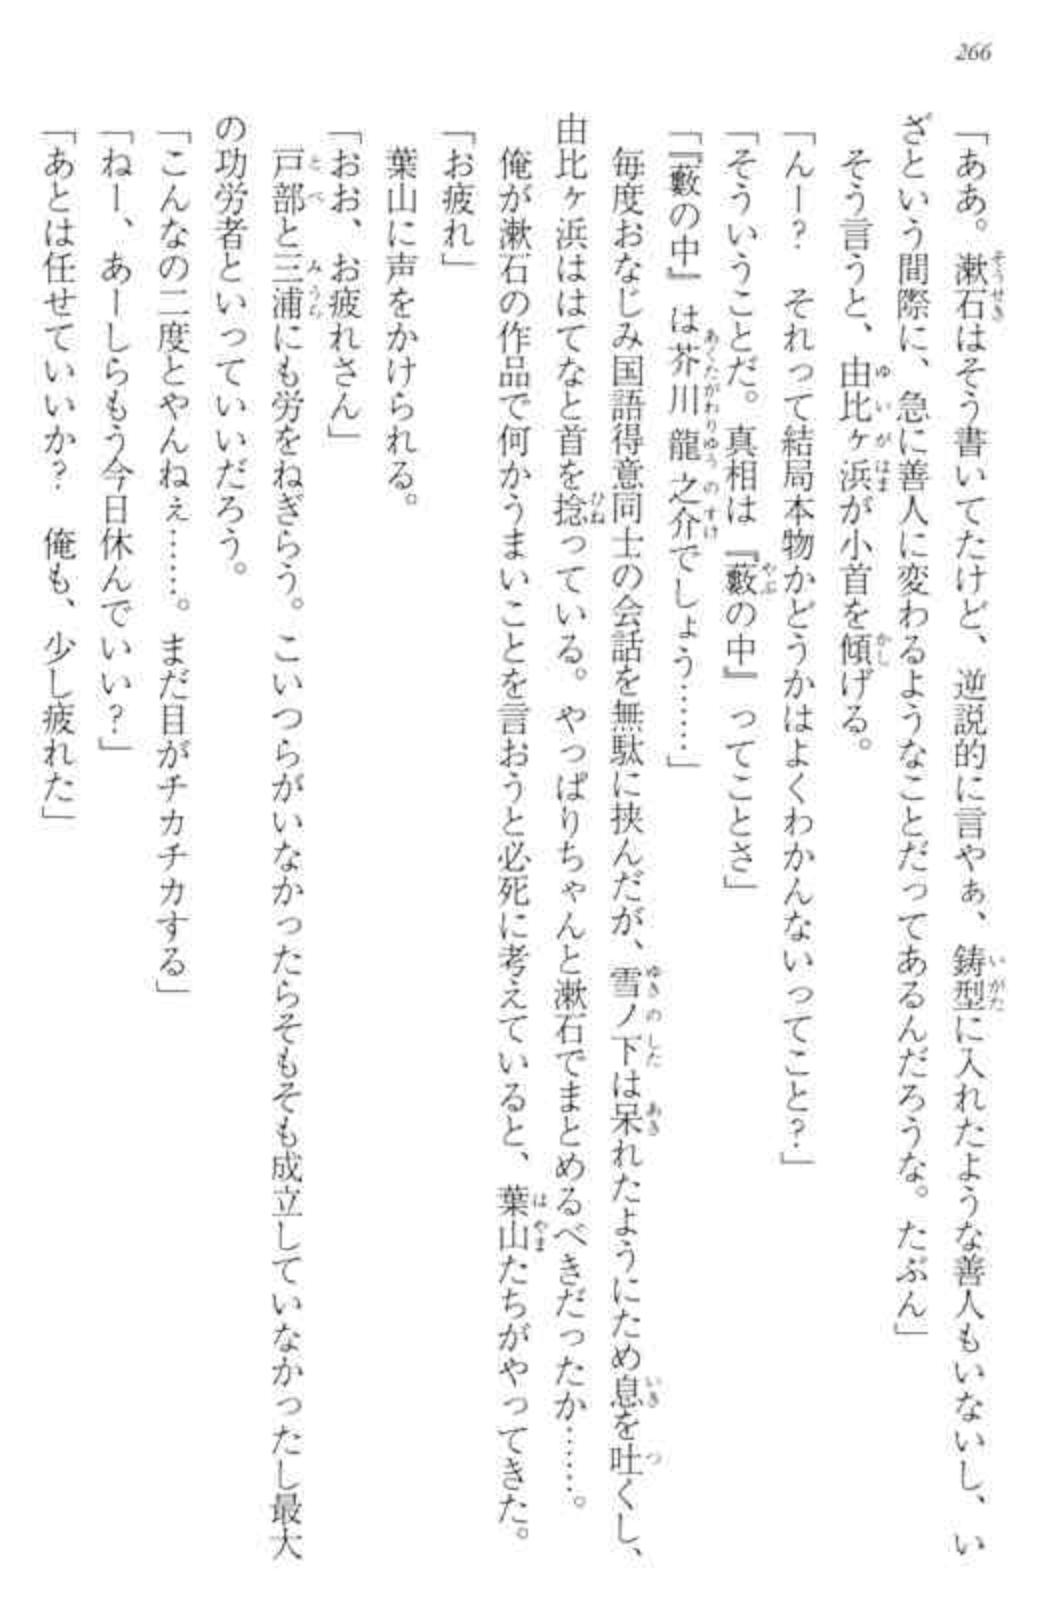 266
「ああ。漱石はそう書いてたけど、逆説的に言やぁ、鋳型に入れたような善人もいないし、い
ざという間際に、急に善人に変わるようなことだってあるんだろうな。たぶん」
　そう言うと、由比ヶ浜が小首を傾げる。
「んー？　それって結局本物かどうかはよくわかんないってこと？」
「そういうことだ。真相は『藪の中』ってことさ」
「『藪の中』は芥川龍之介でしょう……」
　毎度おなじみ国語得意同士の会話を無駄に挟んだが、雪ノ下は呆れたようにため息を吐くし、
由比ヶ浜ははてなと首を捻っている。やっぱりちゃんと漱石でまとめるべきだったか……。
　俺が漱石の作品で何かうまいことを言おうと必死に考えていると、葉山たちがやってきた。
「お疲れ」
　葉山に声をかけられる。
「おお、お疲れさん」
　戸部と三浦にも労をねぎらう。こいつらがいなかったらそもそも成立していなかったし最大
の功労者といっていいだろう。
「こんなの二度とやんねぇ……。まだ目がチカチカする」
「ねー、あーしらもう今日休んでいい？」
「あとは任せていいか？　俺も、少し疲れた」